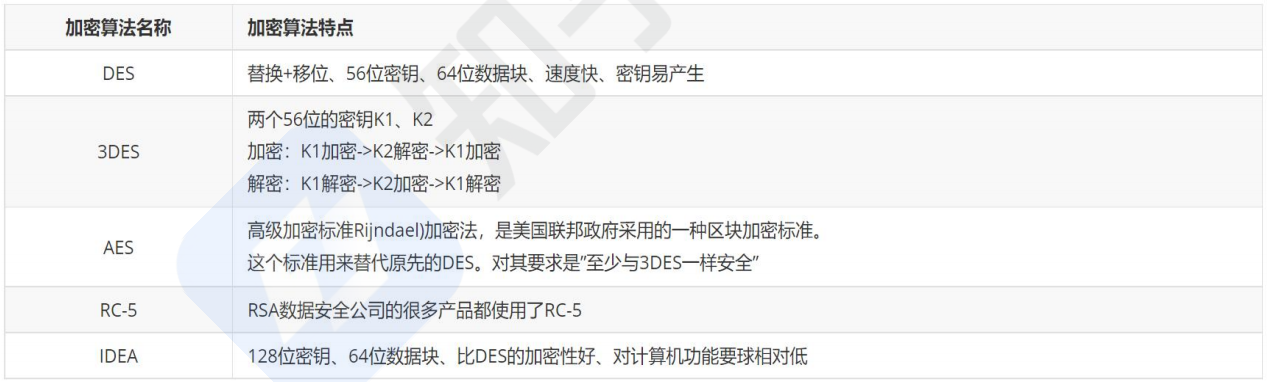 加密算法名称 加密算法特点
DES 替换+移位、56位密钥、64位数据块、速度快、密钥易产生
两个56位的密钥K1、K2
3DES 加密：K1加密->K2解密->K1加密
解密：K1解密->K2加密->K1解密
高级加密标准Rijndael)加密法，是美国联邦政府采用的一种区块加密标准。
AES
这个标准用来替代原先的DES。对其要求是"至少与3DES一样安全"
RC-5 RSA数据安全公司的很多产品都使用了RC-5
IDEA 128位密钥、64位数据块、比DES的加密性好、对计算机功能要球相对低